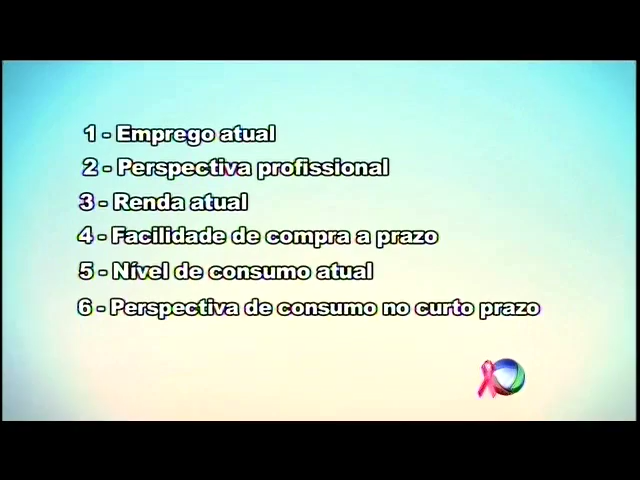 1 - Emprego atual
2 - Perspectiva profissional
3 - Renda atual
4 - Facilidade de compra a prazo
5 - Nível de consumo atual
6 - Perspectiva de consumo no curto prazo